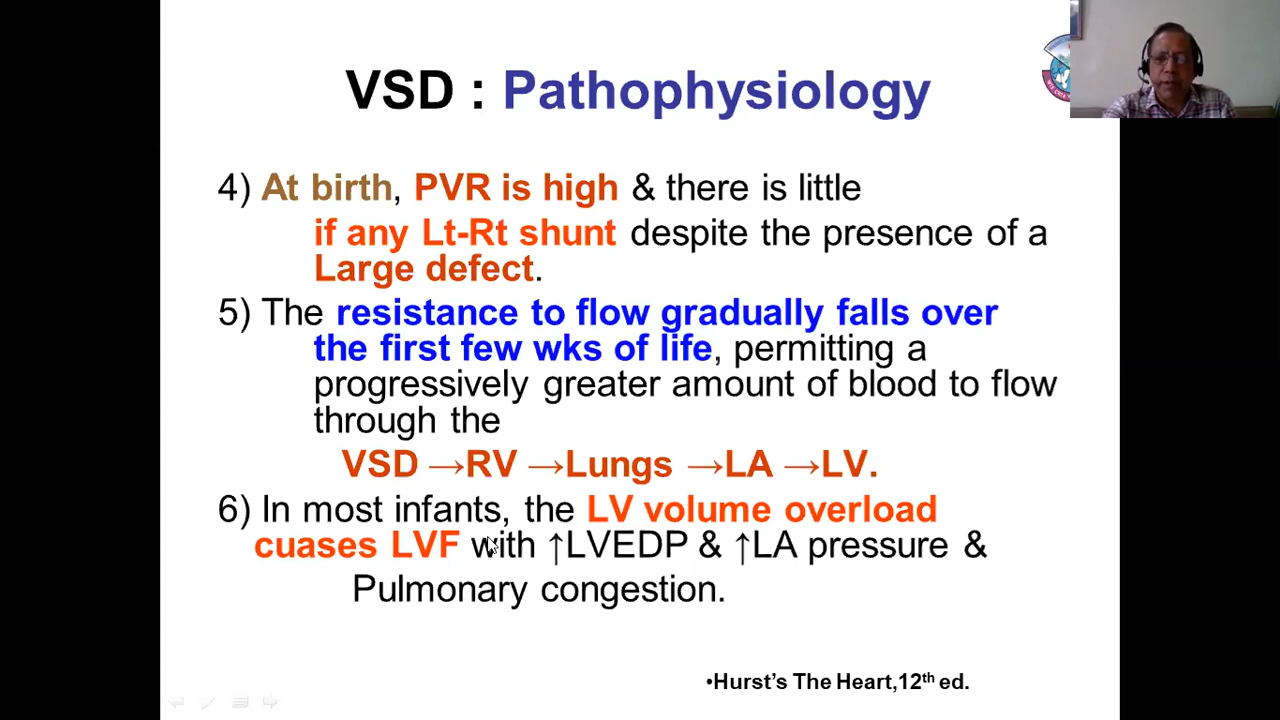 VSD : Pathophysiology
4) At birth, PVR is high & there is little
if any Lt-Rt shunt despite the presence of a
Large defect.
5) The resistance to flow gradually falls over
the first few wks of life, permitting a
progressively greater amount of blood to flow
through the
VSD →RV →Lungs →LA →LV.
6) In most infants, the LV volume overload
cuases LVF with ↑LVEDP & ↑LA pressure &
Pulmonary congestion.
•Hurst's The Heart,12th ed.